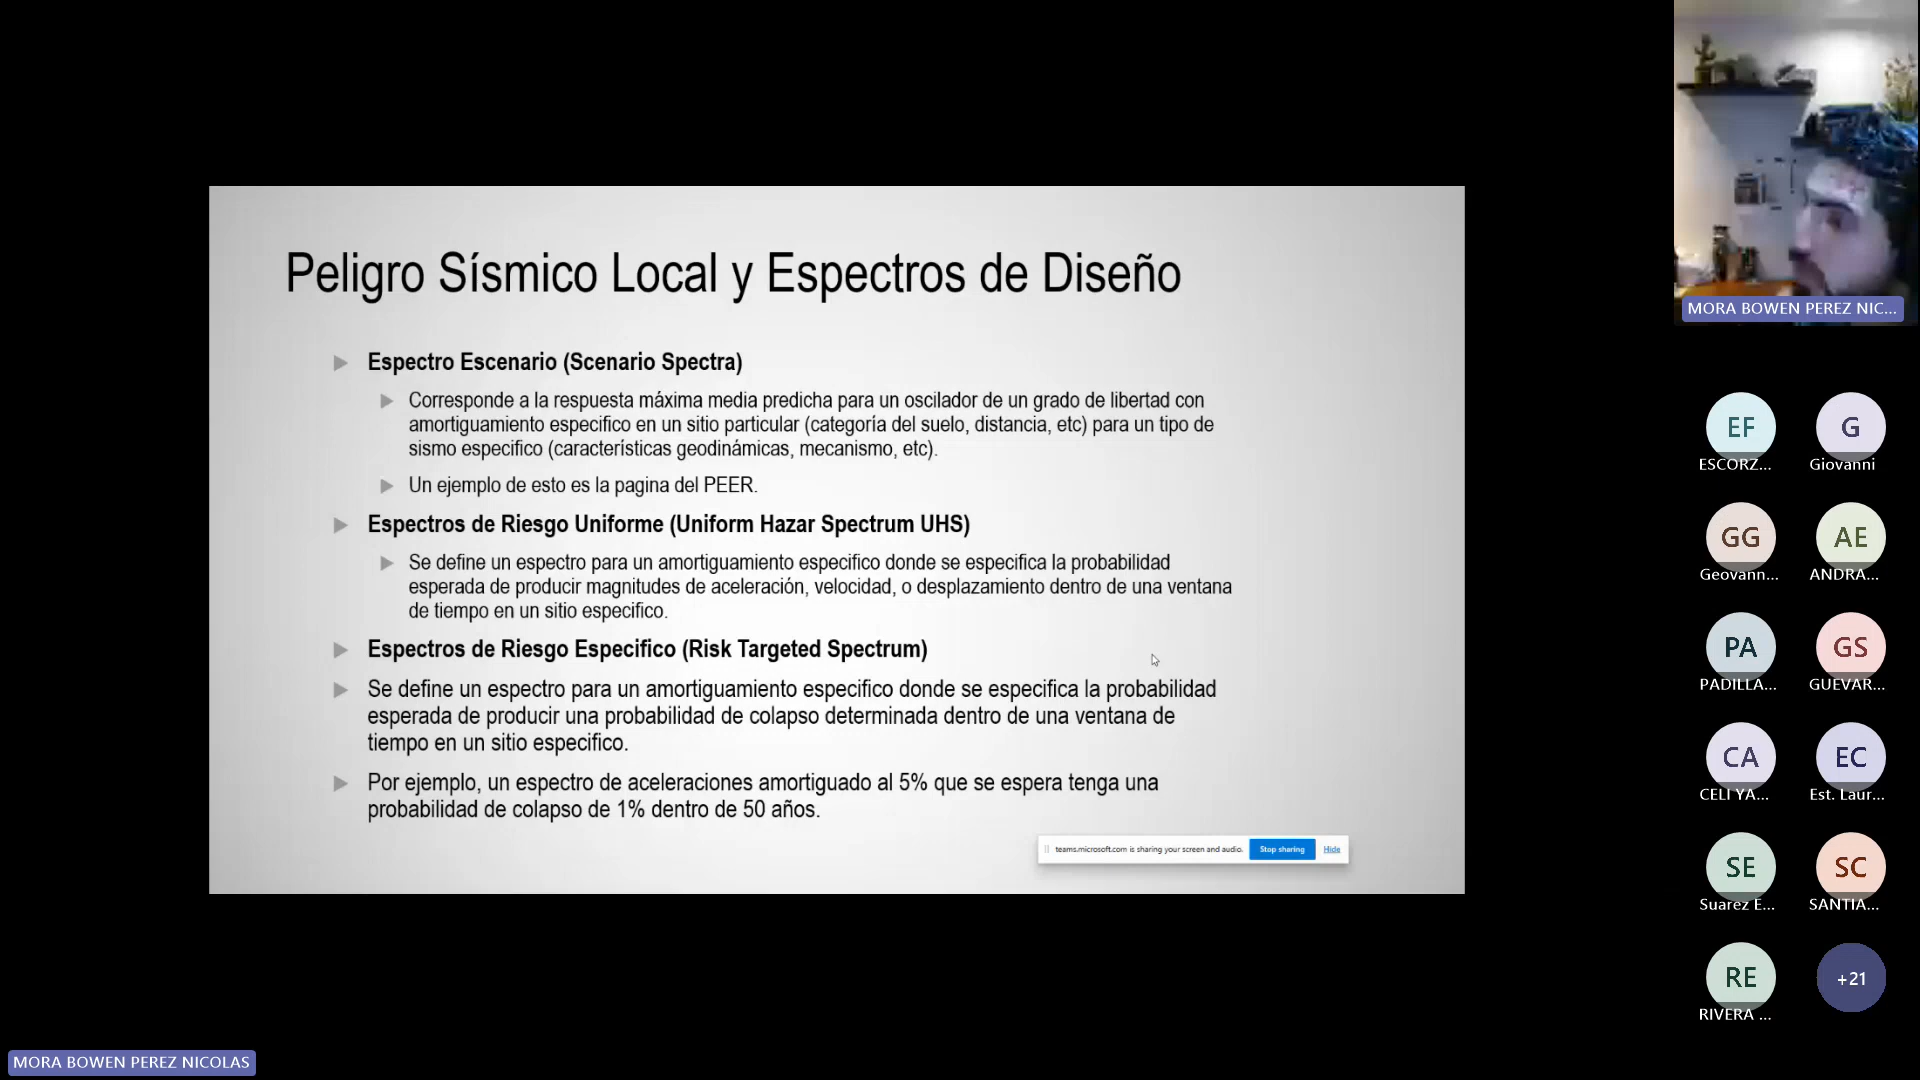 Peligro Sísmico Local y Espectros de Diseño
Espectro Escenario (Scenario Spectra)
Corresponde a la respuesta máxima media predicha para un oscilador de un grado de libertad con
amortiguamiento especifico en un sitio particular (categoría del suelo, distancia, etc) para un tipo de
sismo especifico (características geodinámicas, mecanismo, etc).
Un ejemplo de esto es la pagina del PEER.
Espectros de Riesgo Uniforme (Uniform Hazar Spectrum UHS)
Se define un espectro para un amortiguamiento especifico donde se especifica la probabilidad
esperada de producir magnitudes de aceleración, velocidad, o desplazamiento dentro de una ventana
de tiempo en un sitio especifico.
Espectros de Riesgo Especifico (Risk Targeted Spectrum)
Se define un espectro para un amortiguamiento especifico donde se especifica la probabilidad
esperada de producir una probabilidad de colapso determinada dentro de una ventana de
tiempo en un sitio especifico.
Por ejemplo, un espectro de aceleraciones amortiguado al 5% que se espera tenga una
probabilidad de colapso de 1% dentro de 50 años.
teams.microsoft.com is sharing your screen and audio. Stop sharing Hide
MORA BOWEN PEREZ NIC...
EF G
ESCORZ... Giovanni
GG AE
Geovann... ANDRA...
PA GS
PADILLA... GUEVAR...
CA EC
CELI YA... Est. Laur...
SE SC
Suarez E... SANTIA...
RE +21
RIVERA ...
MORA BOWEN PEREZ NICOLAS